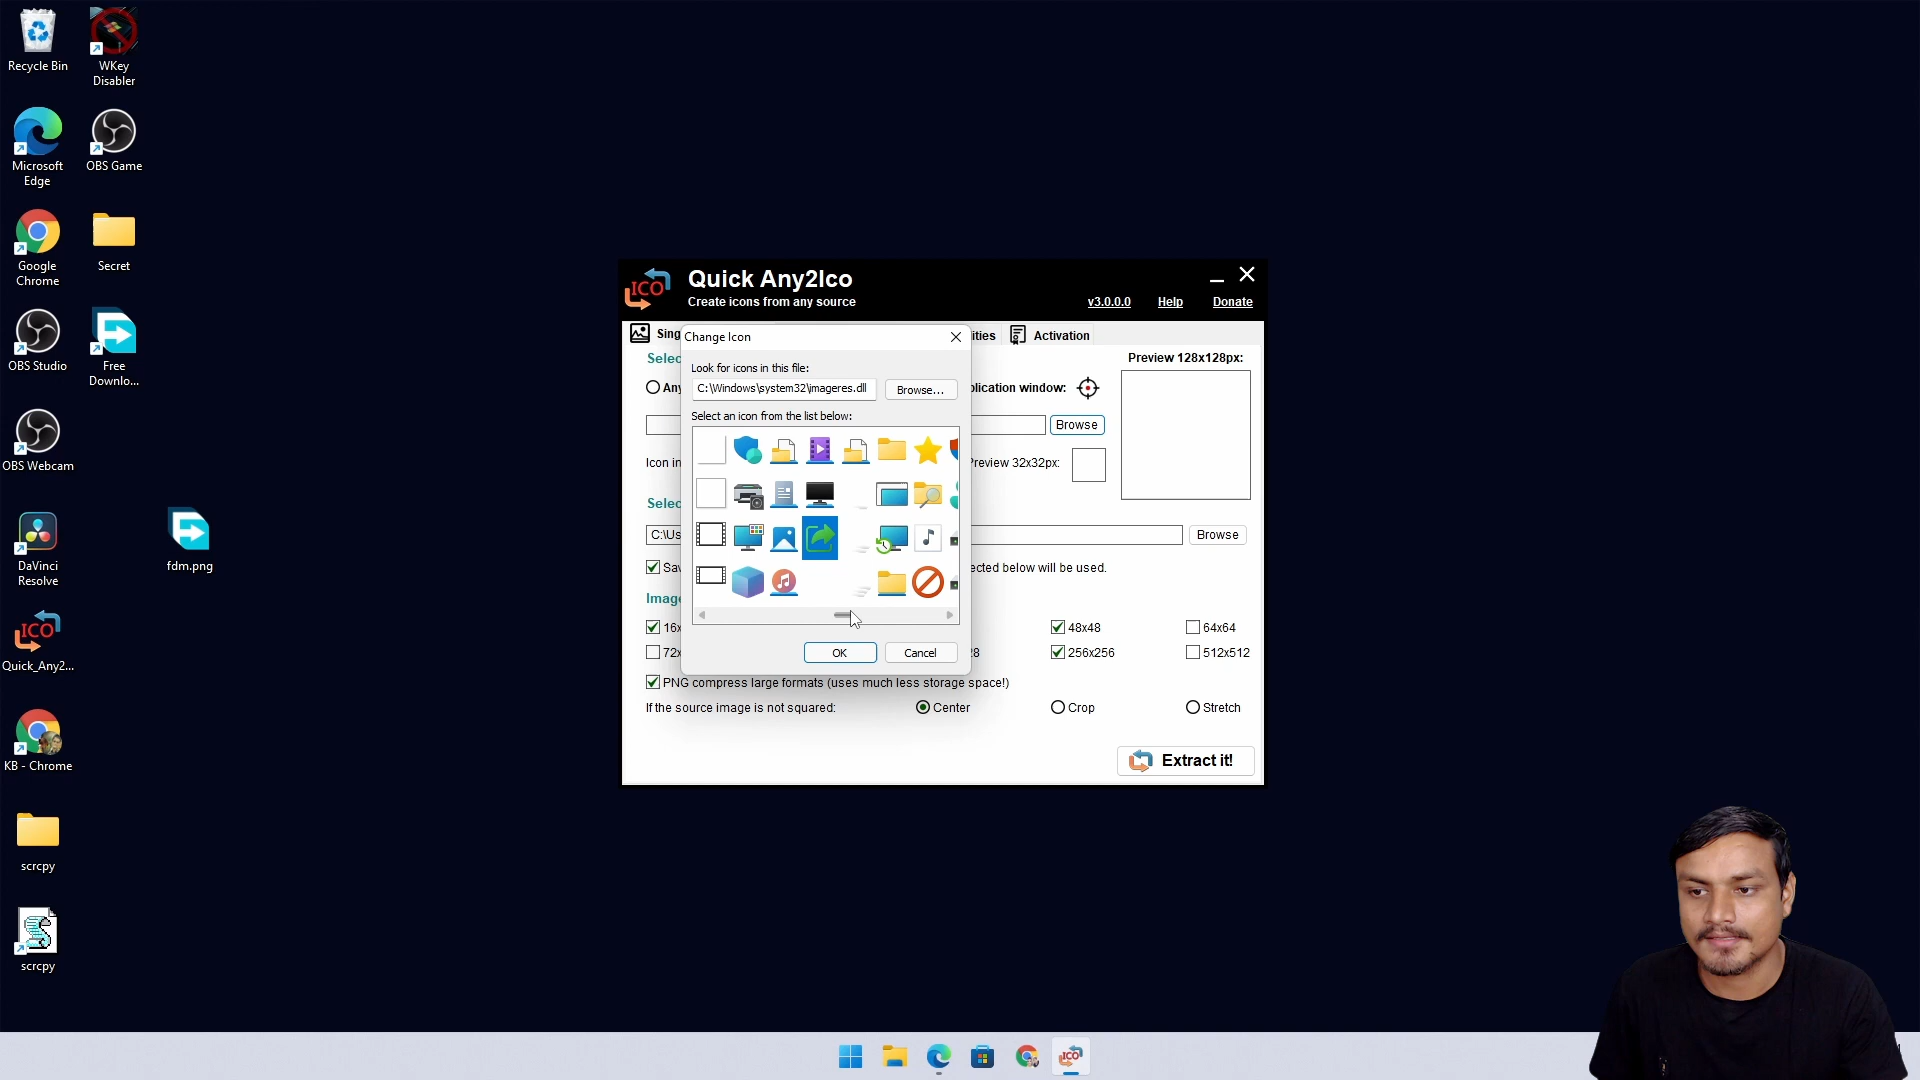 Recycle Bin
WKey
Disabler
Microsoft
Edge
OBS Game
Google
Chrome
Secret
OBS Studio
Free
Downlo...
OBS Webcam
DaVinci
Resolve
fdm.png
ICO
Quick_Any2...
KB - Chrome
scrcpy
scrcpy
ICO
Quick Any2Ico
Create icons from any source
v3.0.0.0
Help
Donate
Sing
ities
Activation
Selec
Any
plication window:
Preview 128x128px:
Browse
Icon in
Preview 32x32px:
Selec
C:\Us
Browse
Sav
ected below will be used.
Image
16x
48x48
64x64
72x
8
256x256
512x512
PNG compress large formats (uses much less storage space!)
If the source image is not squared:
Center
Crop
Stretch
Extract it!
Change Icon
Look for icons in this file:
C:\Windows\system32\imageres.dll
Browse...
Select an icon from the list below:
OK
Cancel
ICO